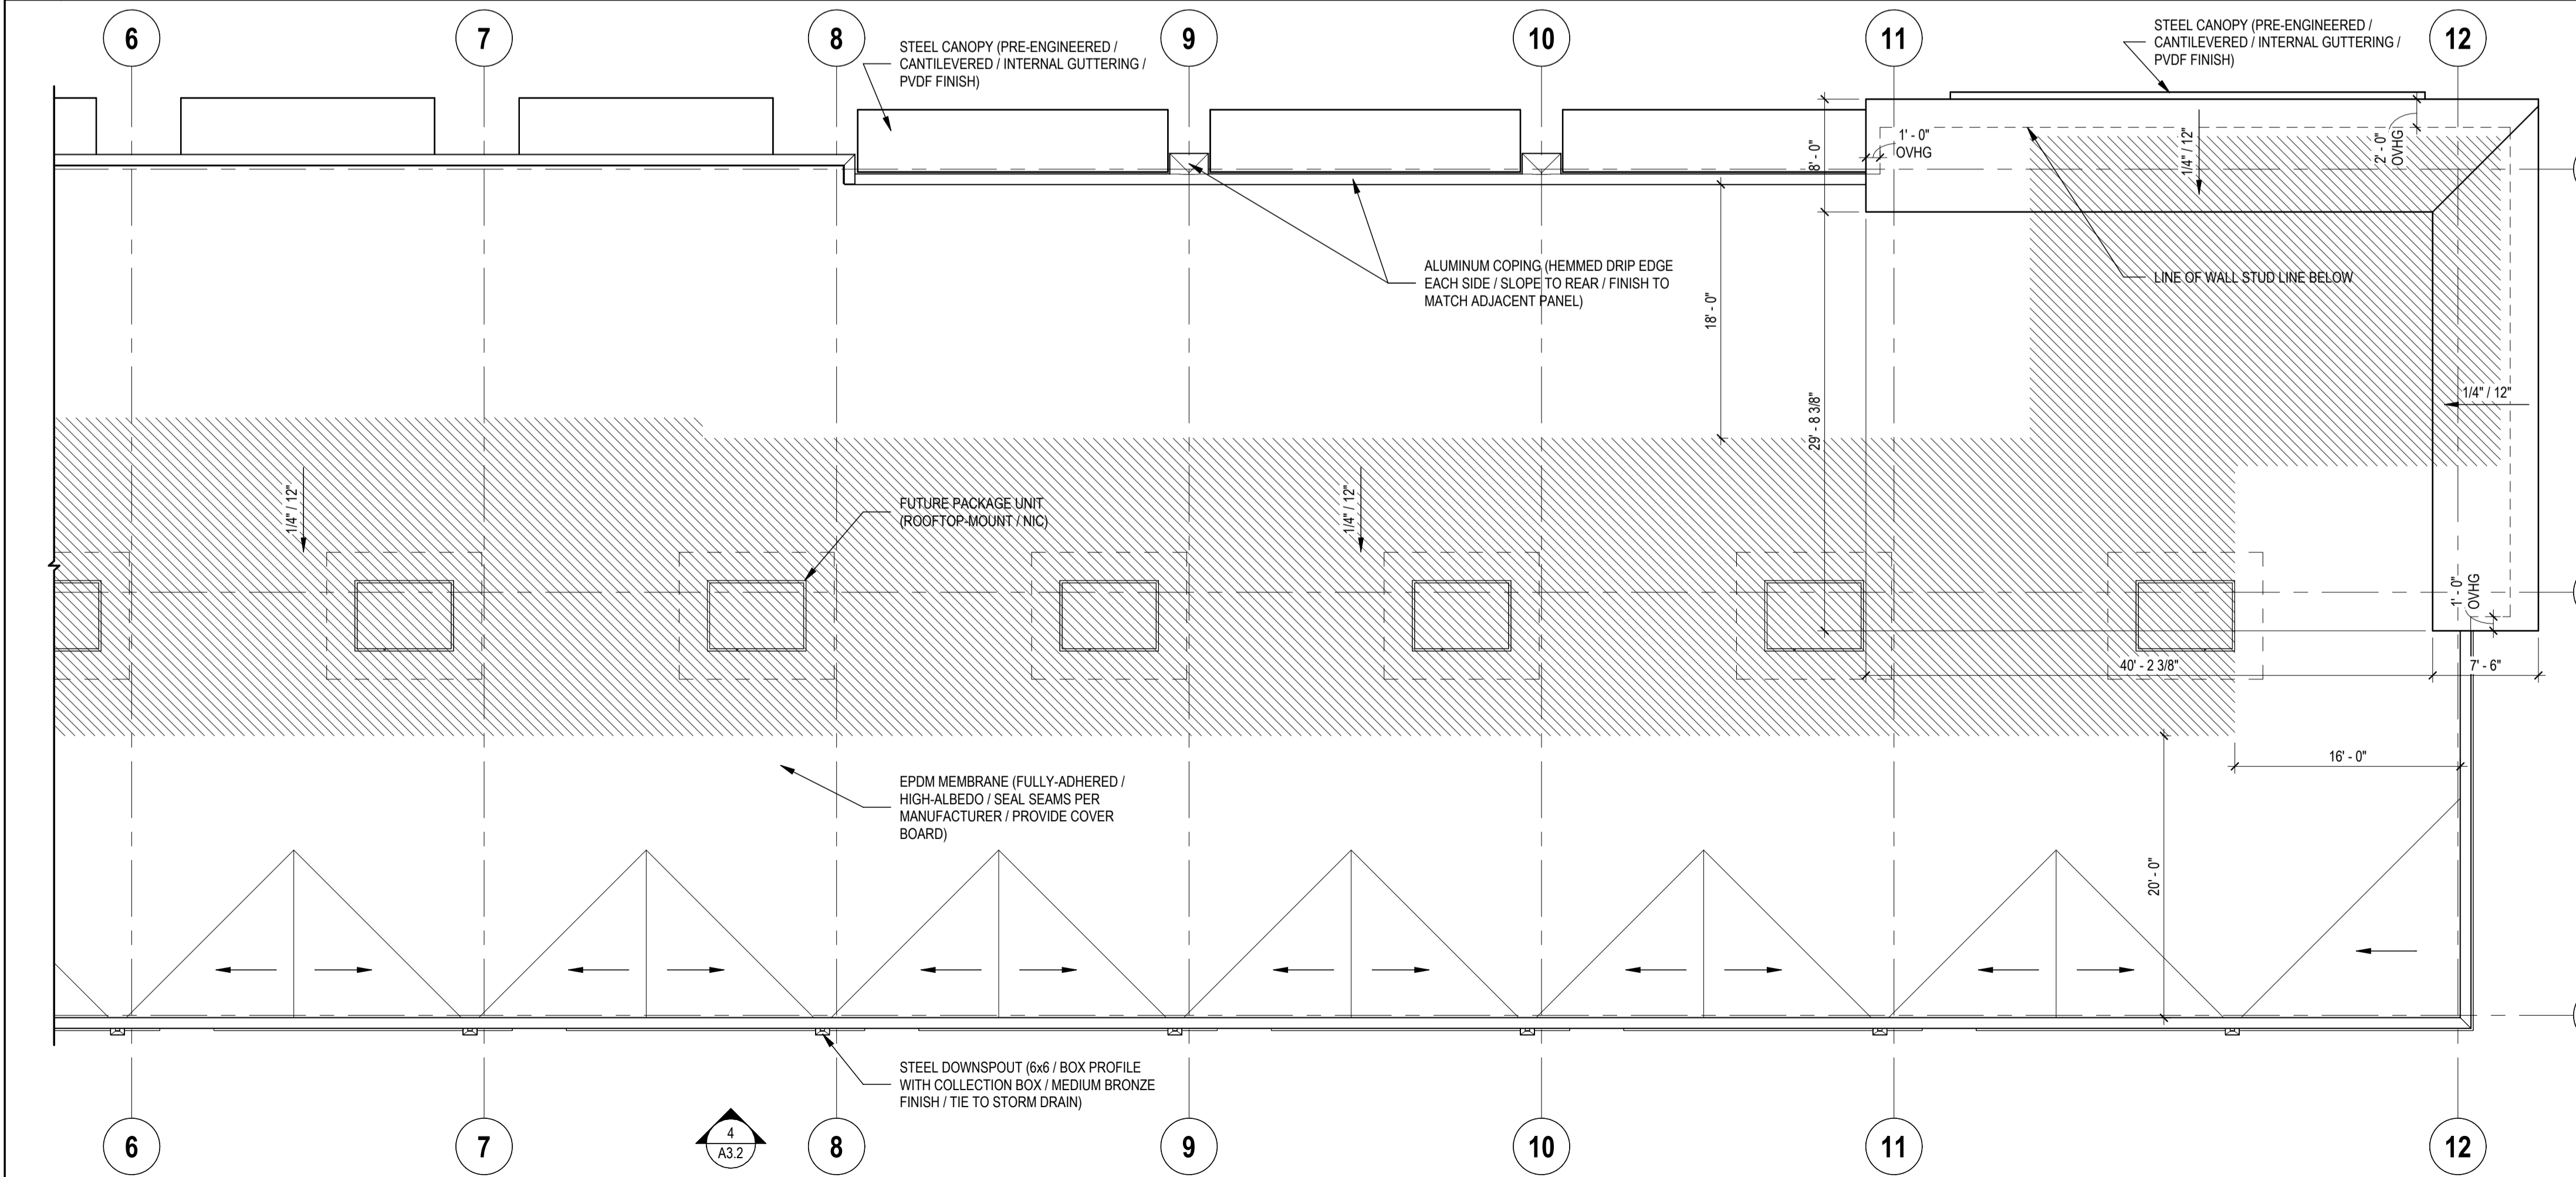 6
7
8
9
10
11
12
STEEL CANOPY (PRE-ENGINEERED /
CANTILEVERED / INTERNAL GUTTERING /
PVDF FINISH)
STEEL CANOPY (PRE-ENGINEERED /
CANTILEVERED / INTERNAL GUTTERING /
PVDF FINISH)
1' - 0"
OVHG
8' - 0"
1/4" / 12"
2' - 0"
OVHG
ALUMINUM COPING (HEMMED DRIP EDGE
EACH SIDE / SLOPE TO REAR / FINISH TO
MATCH ADJACENT PANEL)
LINE OF WALL STUD LINE BELOW
18' - 0"
29' - 8 3/8"
1/4" / 12"
1/4" / 12"
FUTURE PACKAGE UNIT
(ROOFTOP-MOUNT / NIC)
1/4" / 12"
1' - 0"
OVHG
40' - 2 3/8"
7' - 6"
16' - 0"
EPDM MEMBRANE (FULLY-ADHERED /
HIGH-ALBEDO / SEAL SEAMS PER
MANUFACTURER / PROVIDE COVER
BOARD)
20' - 0"
STEEL DOWNSPOUT (6x6 / BOX PROFILE
WITH COLLECTION BOX / MEDIUM BRONZE
FINISH / TIE TO STORM DRAIN)
4
A3.2
6
7
8
9
10
11
12